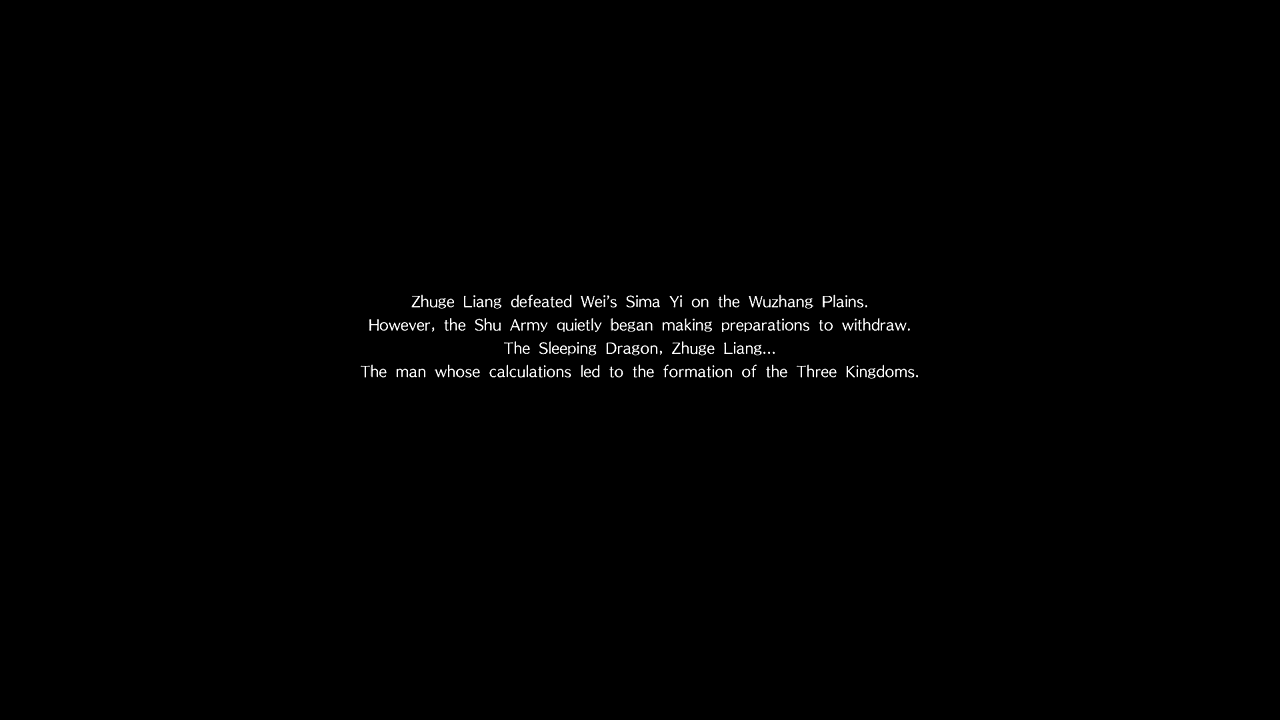 Zhuge Liang defeated Wei's Sima Yi on the Wuzhang Plains.
However, the Shu Army quietly began making preparations to withdraw.
The Sleeping Dragon, Zhuge Liang...
The man whose calculations led to the formation of the Three Kingdoms.